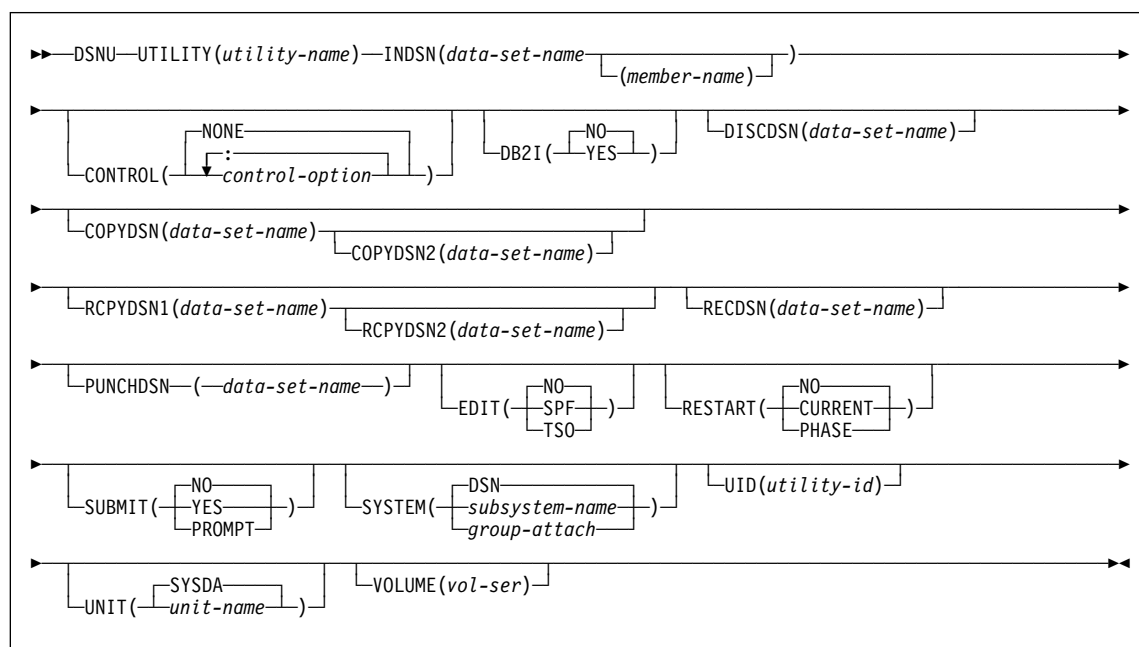 DSNU UTILITY(utility-name) INDSN(data-set-name )
(member-name)
NONE NO DISCDSN(data-set-name)
: DB2I( YES )
CONTROL( control-option )
COPYDSN(data-set-name)
COPYDSN2(data-set-name)
RCPYDSN1(data-set-name) RECDSN(data-set-name)
RCPYDSN2(data-set-name)
PUNCHDSN ( data-set-name ) NO NO
EDIT( SPF ) RESTART( CURRENT )
TSO PHASE
NO DSN UID(utility-id)
SUBMIT( YES ) SYSTEM( subsystem-name )
PROMPT group-attach
SYSDA VOLUME(vol-ser)
UNIT( unit-name )